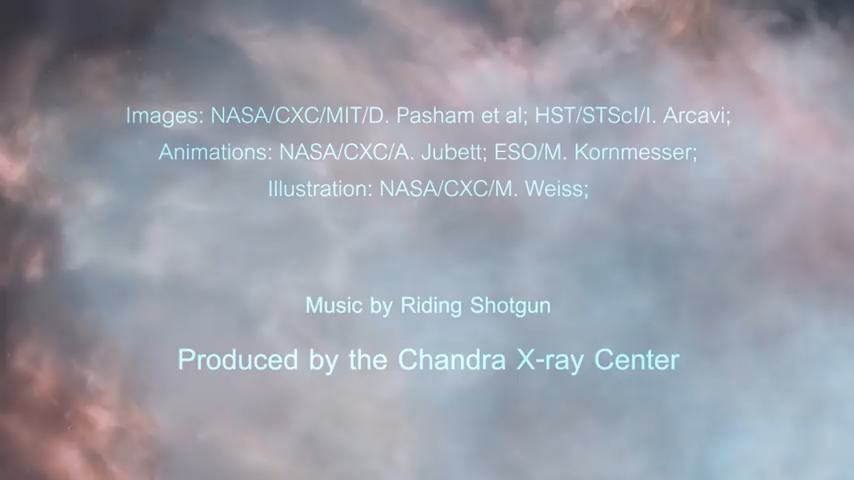 Images: NASA/CXC/MIT/D. Pasham et al; HST/STScI/I. Arcavi;
Animations: NASA/CXC/A. Jubett; ESO/M. Kornmesser;
Illustration: NASA/CXC/M. Weiss;
Music by Riding Shotgun
Produced by the Chandra X-ray Center